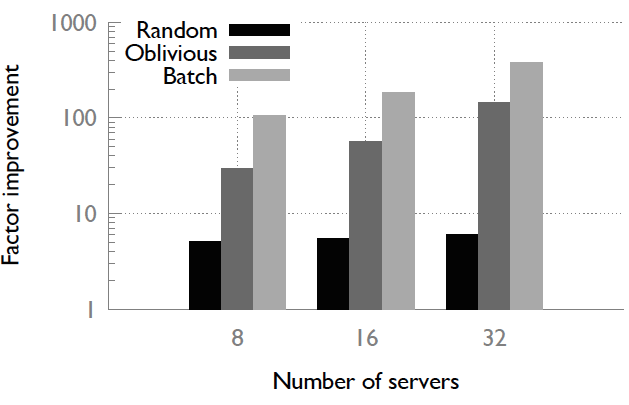 1000
100
10
1
Factor improvement
Random
Oblivious
Batch
8 16 32
Number of servers